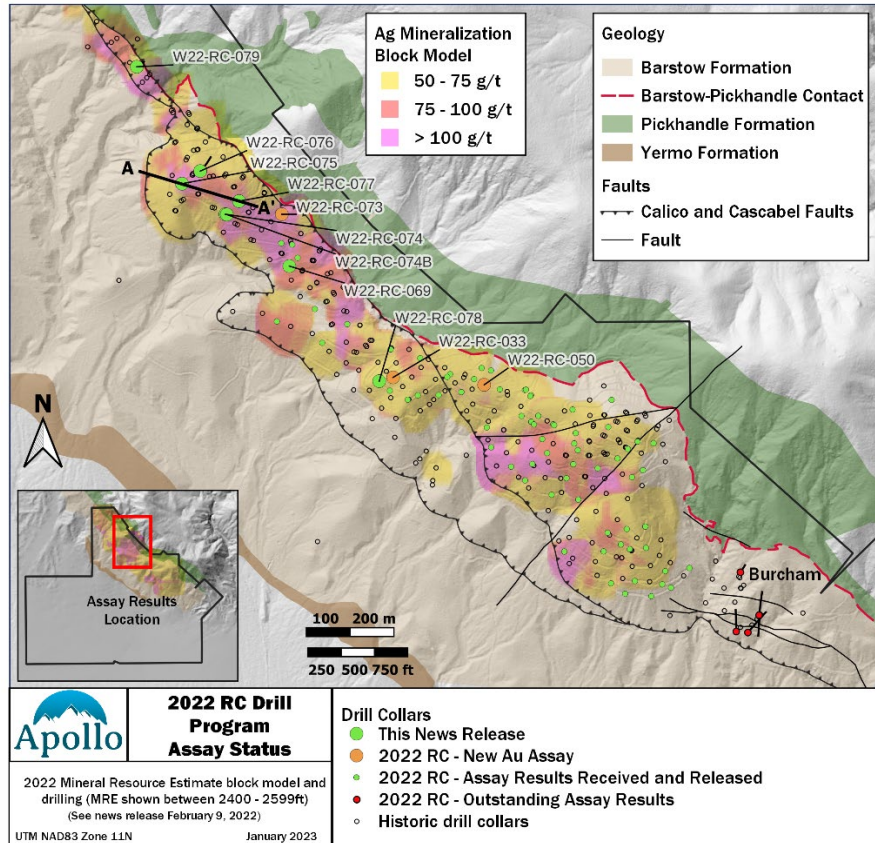 W22-RC-079
W22-RC-076
W22-RC-075
W22-RC-077
A
A'
W22-RC-073
W22-RC-074
W22-RC-074B
W22-RC-069
W22-RC-078
W22-RC-033
W22-RC-050
Ag Mineralization
Block Model
50 - 75 g/t
75 - 100 g/t
> 100 g/t
Geology
Barstow Formation
Barstow-Pickhandle Contact
Pickhandle Formation
Yermo Formation
Faults
Calico and Cascabel Faults
Fault
N
Assay Results
Location
100 200 m
250 500 750 ft
Burcham
Apollo
2022 RC Drill
Program
Assay Status
2022 Mineral Resource Estimate block model and
drilling (MRE shown between 2400 - 2599ft)
(See news release February 9, 2022)
UTM NAD83 Zone 11N January 2023
Drill Collars
This News Release
2022 RC - New Au Assay
2022 RC - Assay Results Received and Released
2022 RC - Outstanding Assay Results
Historic drill collars